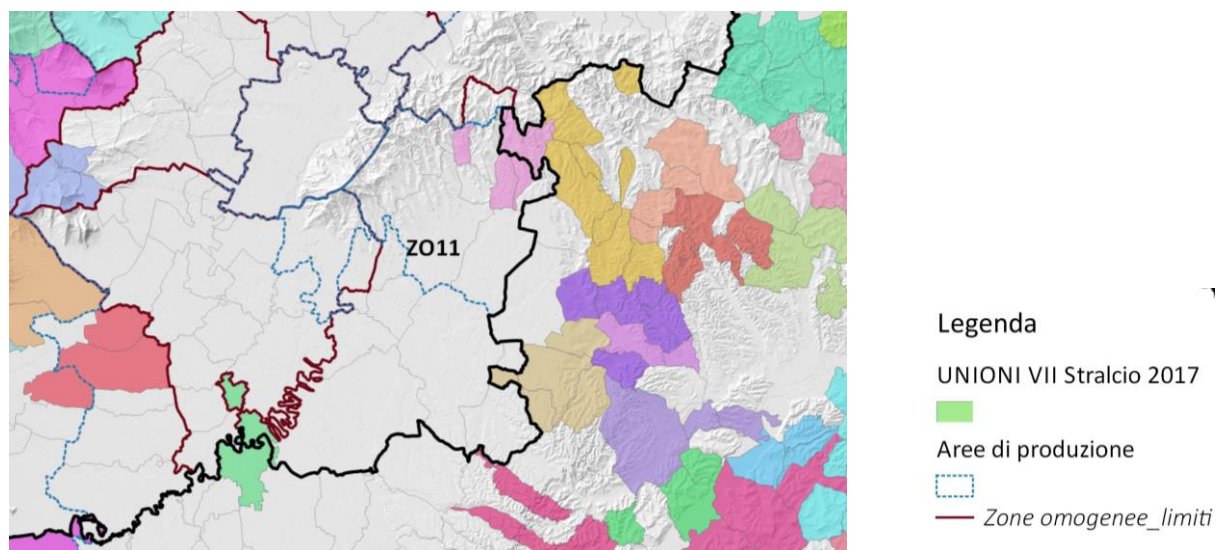 ZO11
Legenda
UNIONI VII Stralcio 2017
Aree di produzione
Zone omogenee_limiti